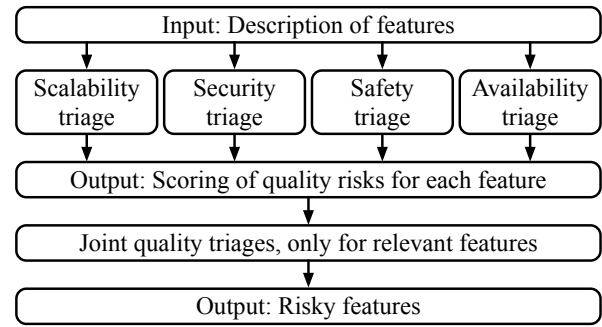 Input: Description of features
Scalability
triage
Security
triage
Safety
triage
Availability
triage
Output: Scoring of quality risks for each feature
Joint quality triages, only for relevant features
Output: Risky features